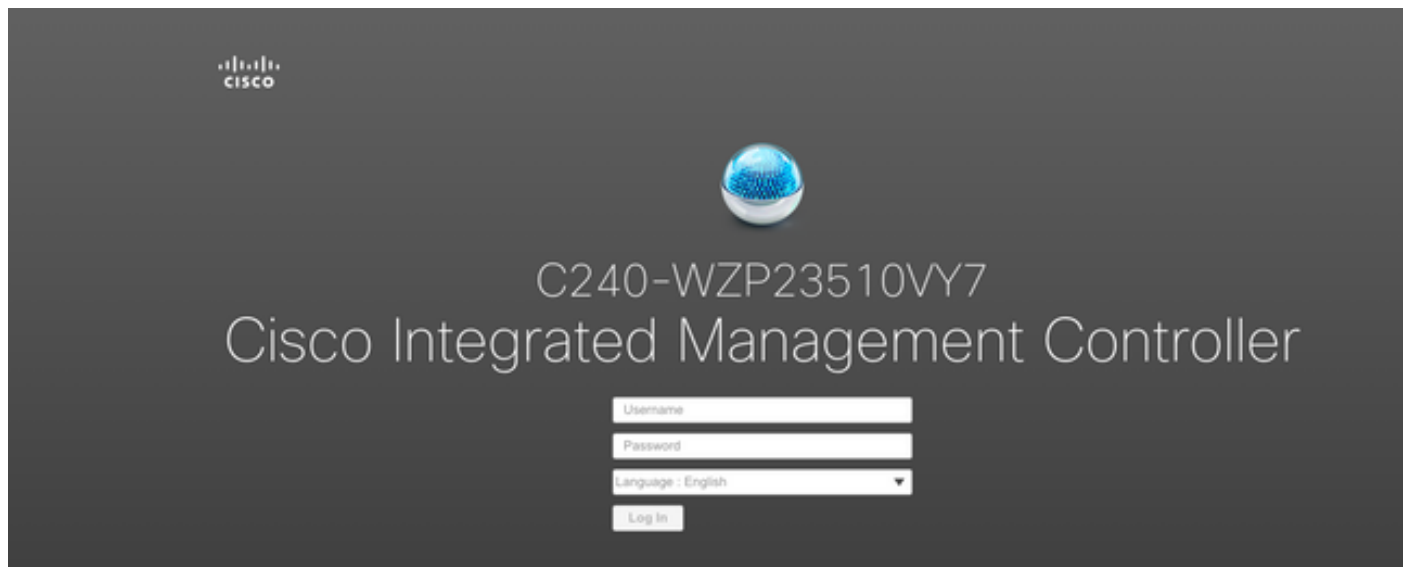 CISCO
C240-WZP23510VY7
Cisco Integrated Management Controller
Username
Password
Language : English
Log In